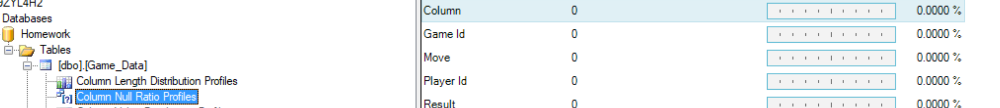 9ZYL4H2
Databases
Homework
Tables
[dbo].[Game_Data]
Column Length Distribution Profiles
[?] Column Null Ratio Profiles
Column 0 0.0000 %
Game Id 0 0.0000 %
Move 0 0.0000 %
Player Id 0 0.0000 %
Result 0 0.0000 %